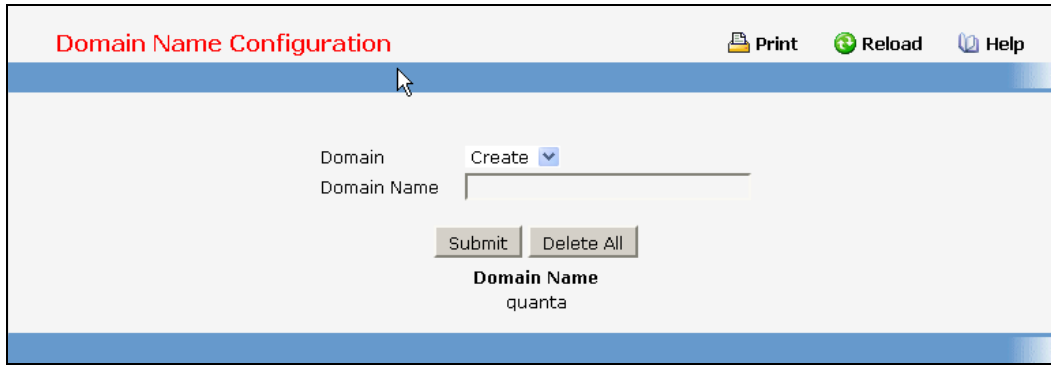 Domain Name Configuration Print Reload Help
Domain Create
Domain Name
Submit Delete All
Domain Name
quanta